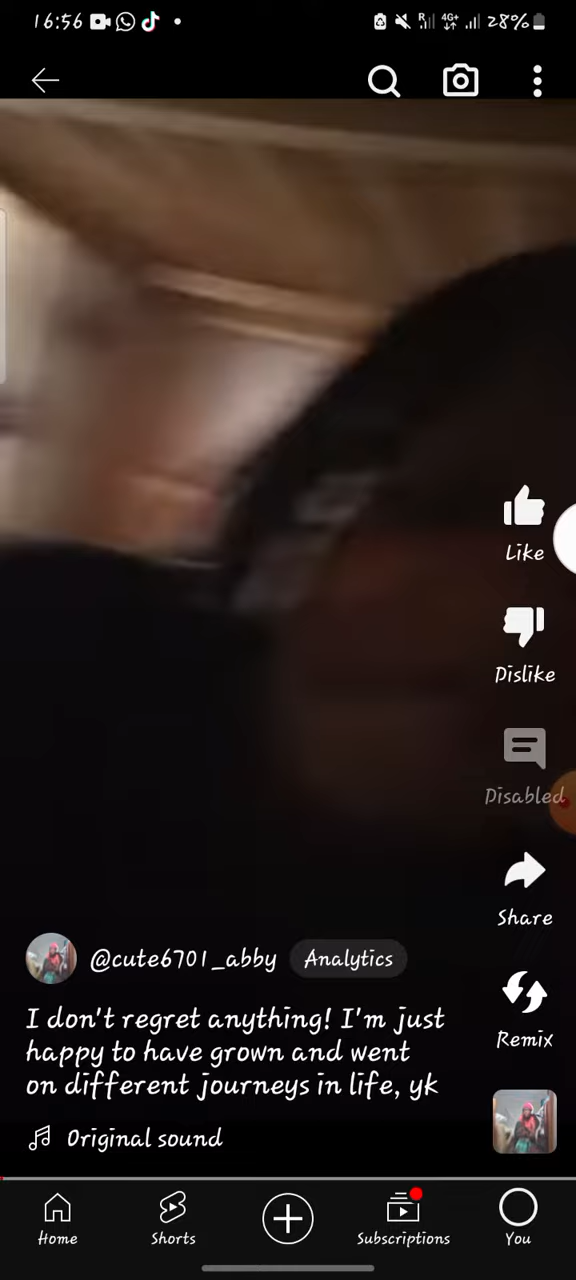 16:56
R 4G+ 28%
Like
Dislike
Disabled
@cute6701_abby Analytics
Share
I don't regret anything! I'm just
happy to have grown and went
on different journeys in life, yk
Remix
Original sound
Home Shorts Subscriptions You